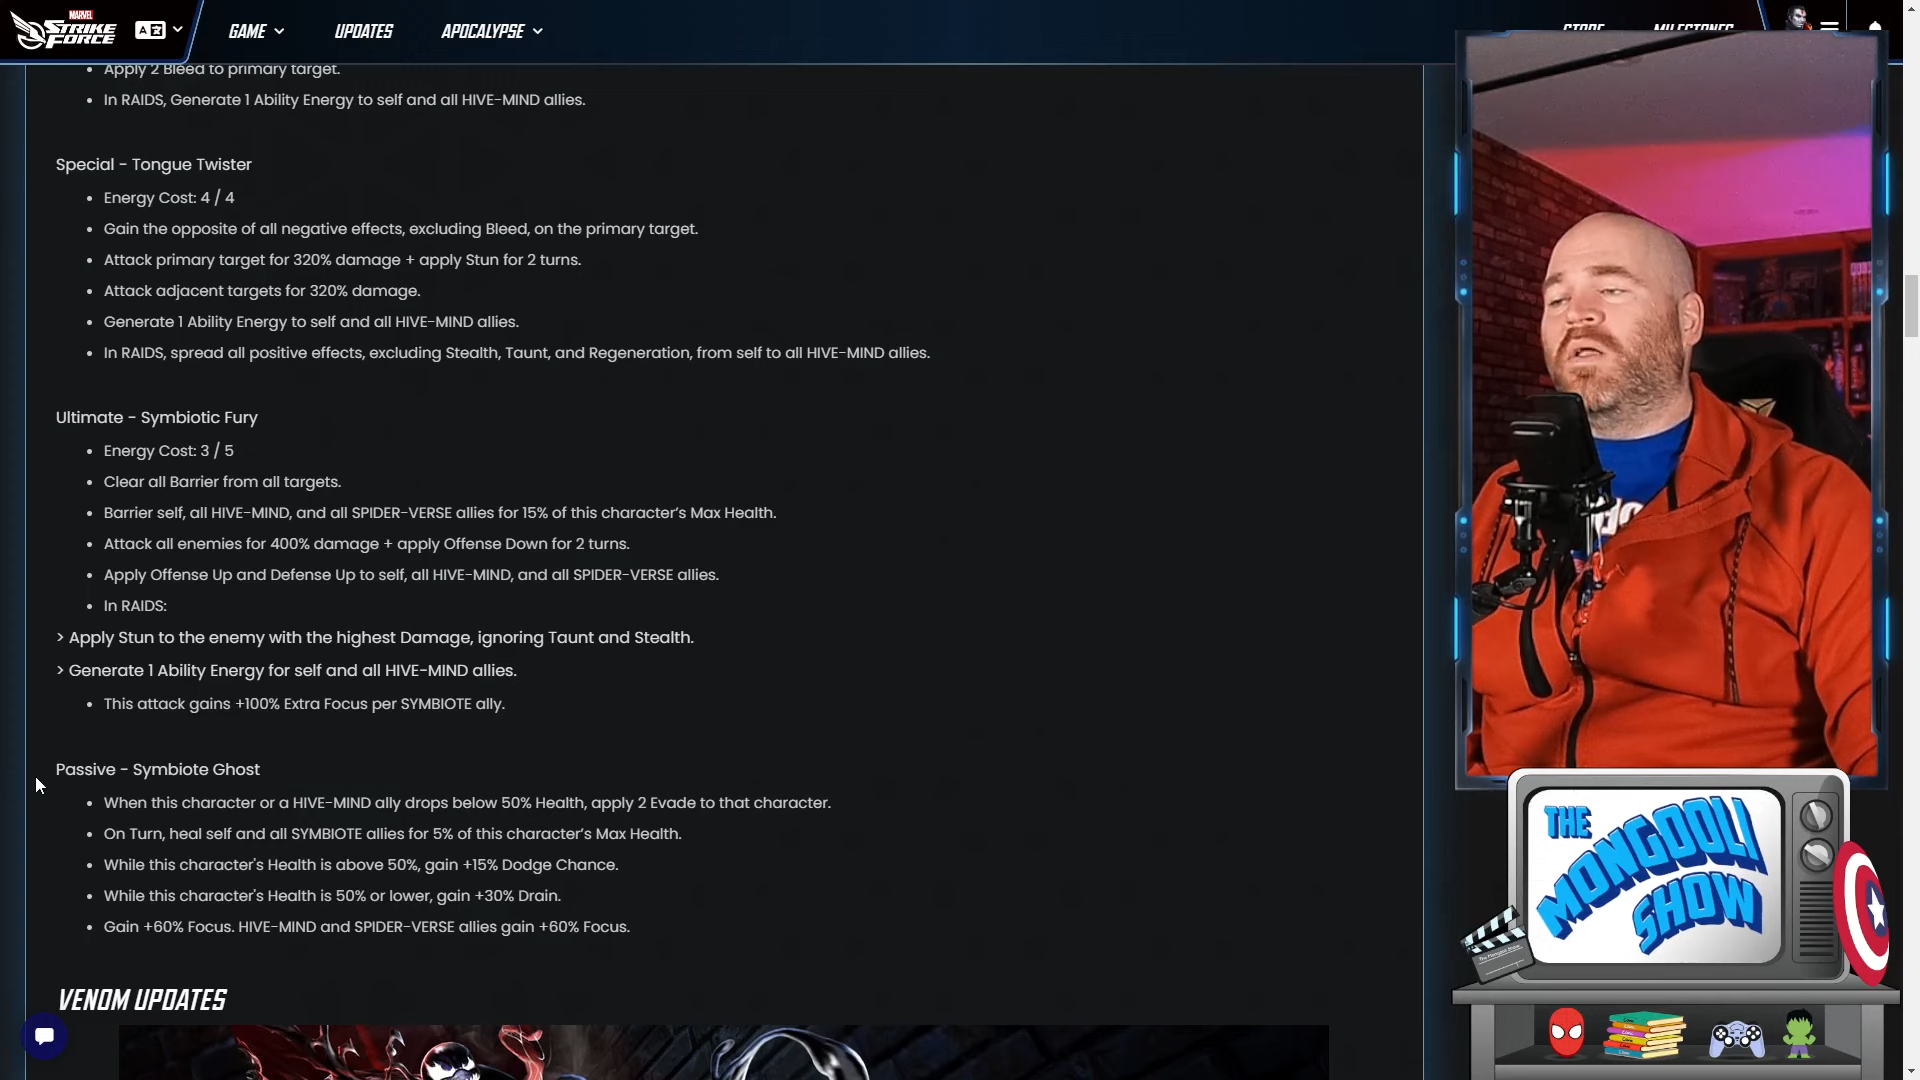 MARVEL
STRIKE
FORCE
GAME
UPDATES
APOCALYPSE
Apply 2 Bleed to primary target.
In RAIDS, Generate 1 Ability Energy to self and all HIVE-MIND allies.
Special - Tongue Twister
Energy Cost: 4 / 4
Gain the opposite of all negative effects, excluding Bleed, on the primary target.
Attack primary target for 320% damage + apply Stun for 2 turns.
Attack adjacent targets for 320% damage.
Generate 1 Ability Energy to self and all HIVE-MIND allies.
In RAIDS, spread all positive effects, excluding Stealth, Taunt, and Regeneration, from self to all HIVE-MIND allies.
Ultimate - Symbiotic Fury
Energy Cost: 3 / 5
Clear all Barrier from all targets.
Barrier self, all HIVE-MIND, and all SPIDER-VERSE allies for 15% of this character's Max Health.
Attack all enemies for 400% damage + apply Offense Down for 2 turns.
Apply Offense Up and Defense Up to self, all HIVE-MIND, and all SPIDER-VERSE allies.
In RAIDS:
> Apply Stun to the enemy with the highest Damage, ignoring Taunt and Stealth.
> Generate 1 Ability Energy for self and all HIVE-MIND allies.
This attack gains +100% Extra Focus per SYMBIOTE ally.
Passive - Symbiote Ghost
When this character or a HIVE-MIND ally drops below 50% Health, apply 2 Evade to that character.
On Turn, heal self and all SYMBIOTE allies for 5% of this character's Max Health.
While this character's Health is above 50%, gain +15% Dodge Chance.
While this character's Health is 50% or lower, gain +30% Drain.
Gain +60% Focus. HIVE-MIND and SPIDER-VERSE allies gain +60% Focus.
VENOM UPDATES
STORE
MILESTONES
THE
MONGOOLI
SHOW